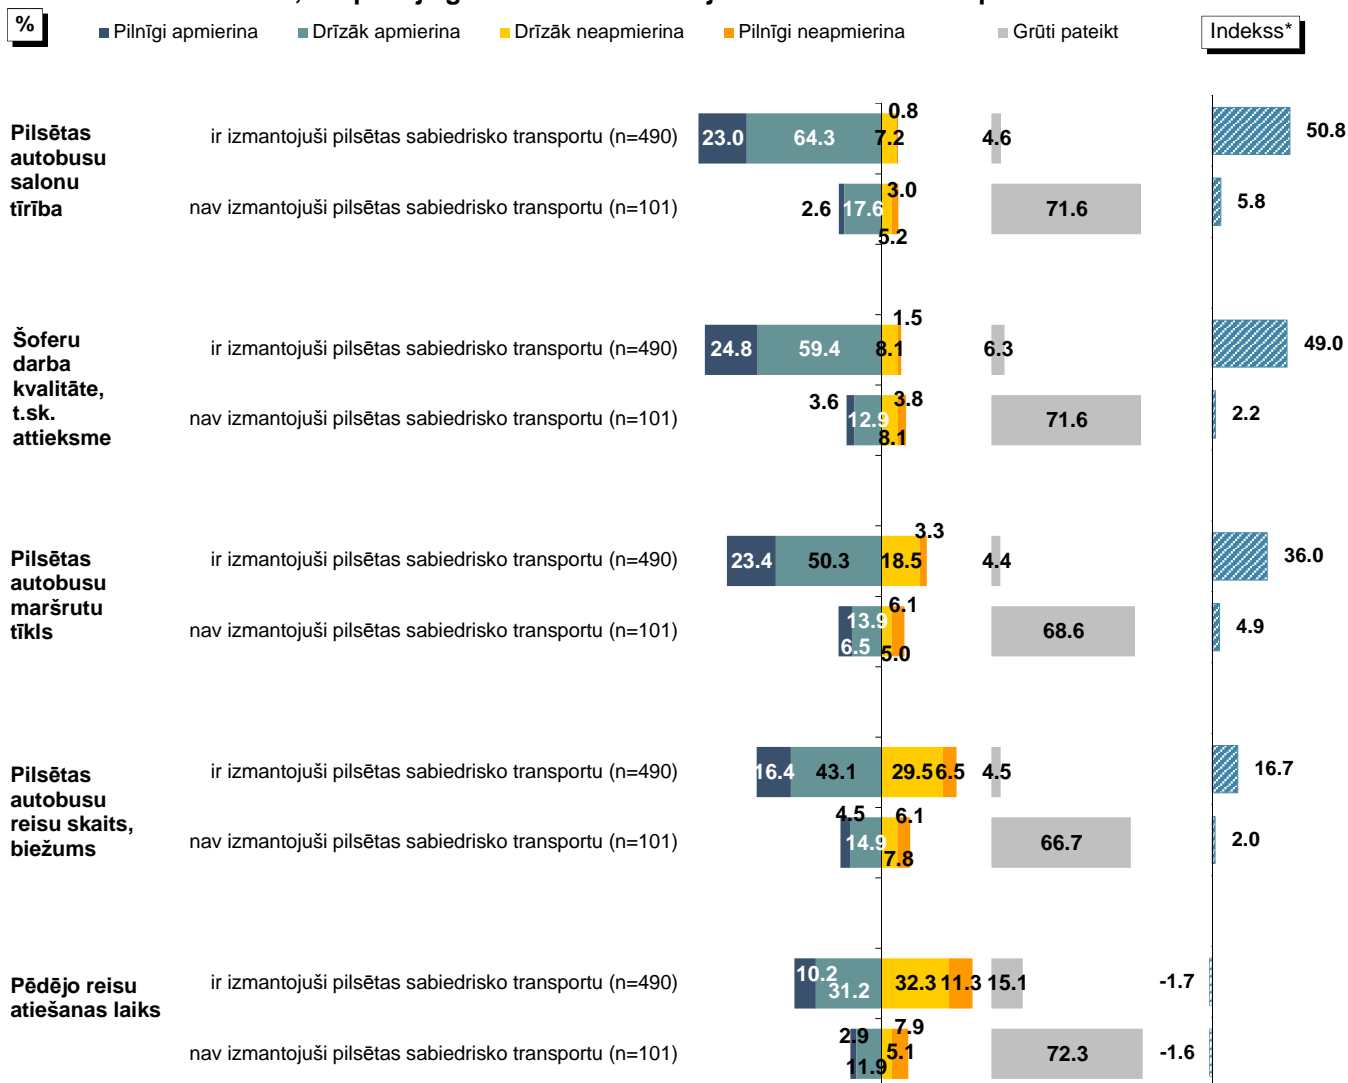 %
Pilnīgi apmierina
Drīzāk apmierina
Drīzāk neapmierina
Pilnīgi neapmierina
Grūti pateikt
Indekss*
Pilsētas
autobusu
salonu
tīrība
ir izmantojuši pilsētas sabiedrisko transportu (n=490)
23.0 64.3 7.2 0.8 4.6 50.8
nav izmantojuši pilsētas sabiedrisko transportu (n=101)
2.6 17.6 5.2 3.0 71.6 5.8
Šoferu
darba
kvalitāte,
t.sk.
attieksme
ir izmantojuši pilsētas sabiedrisko transportu (n=490)
24.8 59.4 8.1 1.5 6.3 49.0
nav izmantojuši pilsētas sabiedrisko transportu (n=101)
3.6 12.9 8.1 3.8 71.6 2.2
Pilsētas
autobusu
maršrutu
tīkls
ir izmantojuši pilsētas sabiedrisko transportu (n=490)
23.4 50.3 18.5 3.3 4.4 36.0
nav izmantojuši pilsētas sabiedrisko transportu (n=101)
6.5 13.9 5.0 6.1 68.6 4.9
Pilsētas
autobusu
reisu skaits,
biežums
ir izmantojuši pilsētas sabiedrisko transportu (n=490)
16.4 43.1 29.5 6.5 4.5 16.7
nav izmantojuši pilsētas sabiedrisko transportu (n=101)
4.5 14.9 7.8 6.1 66.7 2.0
Pēdējo reisu
atiešanas laiks
ir izmantojuši pilsētas sabiedrisko transportu (n=490)
10.2 31.2 32.3 11.3 15.1 -1.7
nav izmantojuši pilsētas sabiedrisko transportu (n=101)
2.9 11.9 5.1 7.9 72.3 -1.6